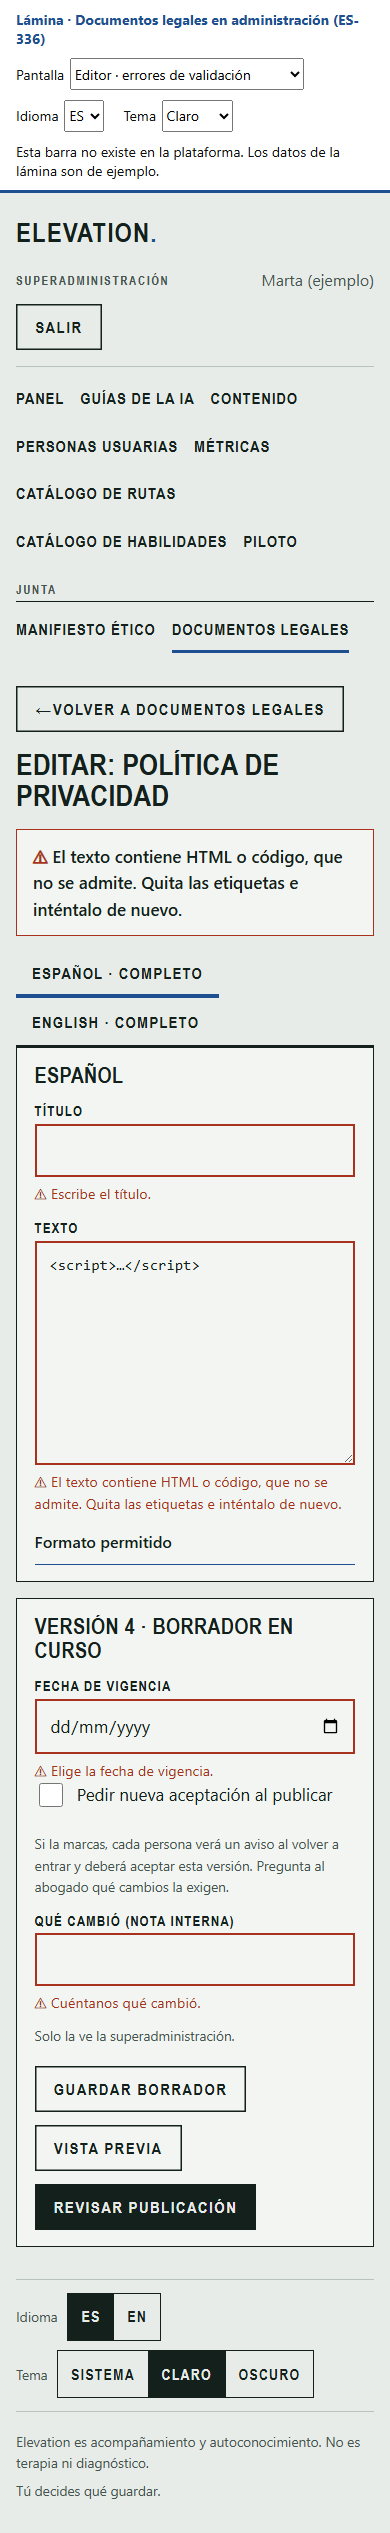 Lámina · Documentos legales en administración (ES-
336)
Pantalla Editor · errores de validación
Idioma ES Tema Claro
Esta barra no existe en la plataforma. Los datos de la
lámina son de ejemplo.
ELEVATION.
SUPERADMINISTRACIÓN Marta (ejemplo)
SALIR
PANEL GUÍAS DE LA IA CONTENIDO
PERSONAS USUARIAS MÉTRICAS
CATÁLOGO DE RUTAS
CATÁLOGO DE HABILIDADES PILOTO
JUNTA
MANIFIESTO ÉTICO DOCUMENTOS LEGALES
←VOLVER A DOCUMENTOS LEGALES
EDITAR: POLÍTICA DE
PRIVACIDAD
⚠ El texto contiene HTML o código, que
no se admite. Quita las etiquetas e
inténtalo de nuevo.
ESPAÑOL · COMPLETO
ENGLISH · COMPLETO
ESPAÑOL
TÍTULO
⚠ Escribe el título.
TEXTO
<script>…</script>
⚠ El texto contiene HTML o código, que no se
admite. Quita las etiquetas e inténtalo de nuevo.
Formato permitido
VERSIÓN 4 · BORRADOR EN
CURSO
FECHA DE VIGENCIA
dd/mm/yyyy
⚠ Elige la fecha de vigencia.
Pedir nueva aceptación al publicar
Si la marcas, cada persona verá un aviso al volver a
entrar y deberá aceptar esta versión. Pregunta al
abogado qué cambios la exigen.
QUÉ CAMBIÓ (NOTA INTERNA)
⚠ Cuéntanos qué cambió.
Solo la ve la superadministración.
GUARDAR BORRADOR
VISTA PREVIA
REVISAR PUBLICACIÓN
Idioma ES EN
Tema SISTEMA CLARO OSCURO
Elevation es acompañamiento y autoconocimiento. No es
terapia ni diagnóstico.
Tú decides qué guardar.